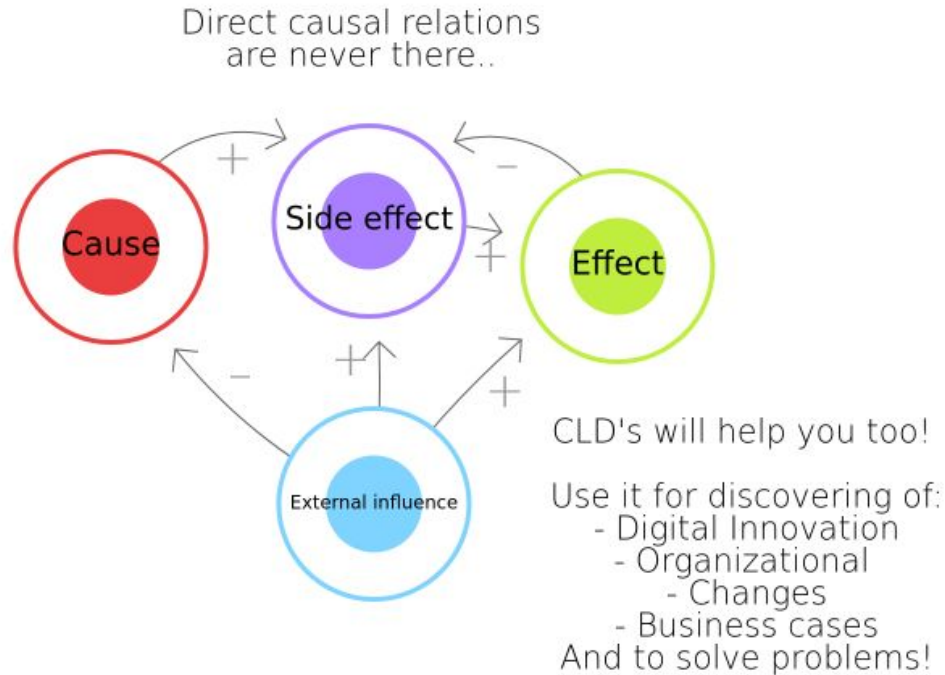 Direct causal relations
are never there..
+
-
Cause
Side effect
+
Effect
-
+
+
External influence
CLD's will help you too!
Use it for discovering of:
- Digital Innovation
- Organizational
- Changes
- Business cases
And to solve problems!